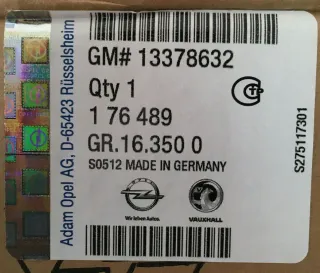 GM# 13378632
Qty 1
1 76 489
GR.16.350 0
S0512 MADE IN GERMANY
Wir leben Autos.
VAUXHALL
Adam Opel AG, D-65423 Rüsselsheim
S275117301